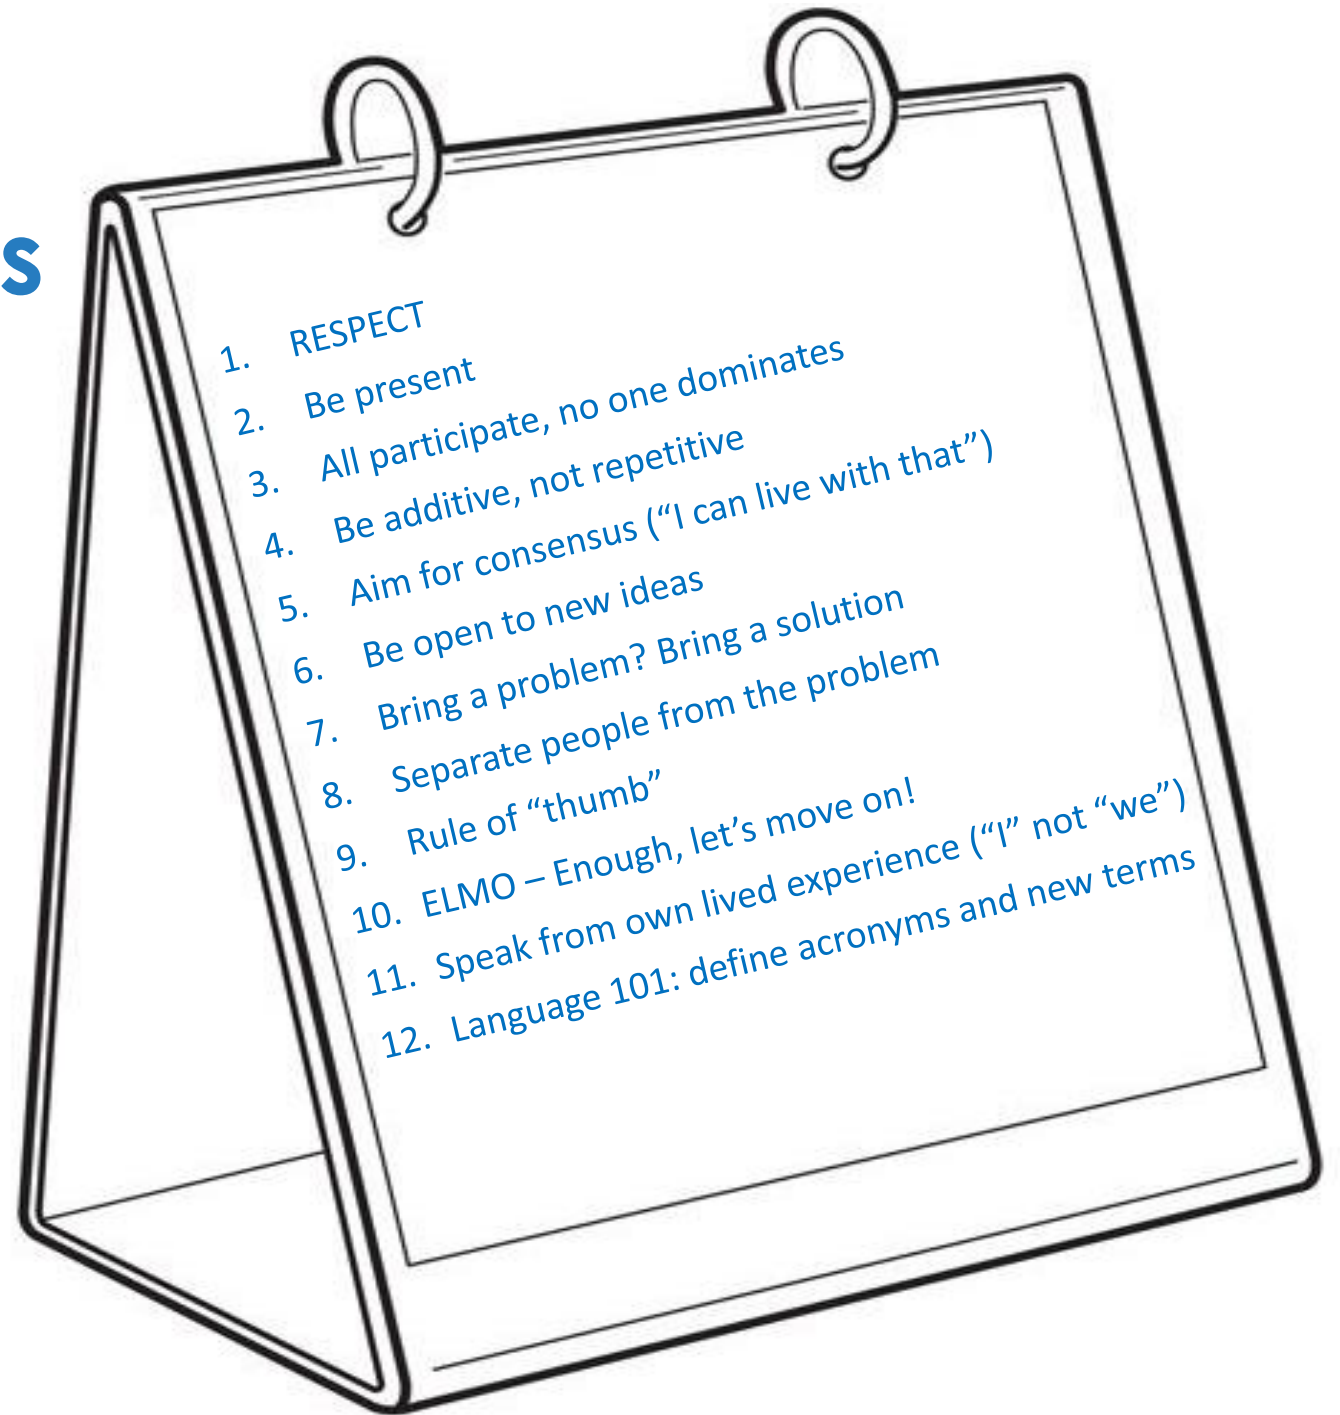 s
1. RESPECT
2. Be present
3. All participate, no one dominates
4. Be additive, not repetitive
5. Aim for consensus (“I can live with that”)
6. Be open to new ideas
7. Bring a problem? Bring a solution
8. Separate people from the problem
9. Rule of “thumb”
10. ELMO – Enough, let’s move on!
11. Speak from own lived experience (“I” not “we”)
12. Language 101: define acronyms and new terms